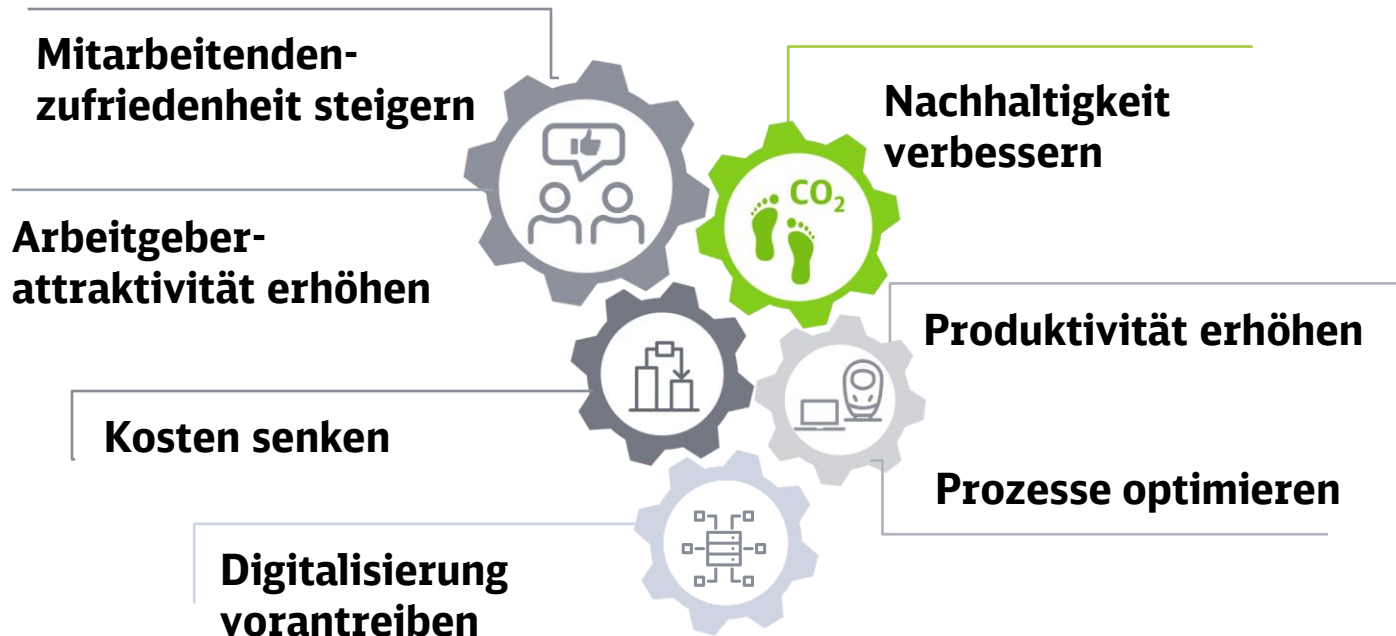 Mitarbeitenden-
zufriedenheit steigern
Nachhaltigkeit
verbessern
CO₂
Arbeitgeber-
attraktivität erhöhen
Produktivität erhöhen
Kosten senken
Prozesse optimieren
Digitalisierung
vorantreiben